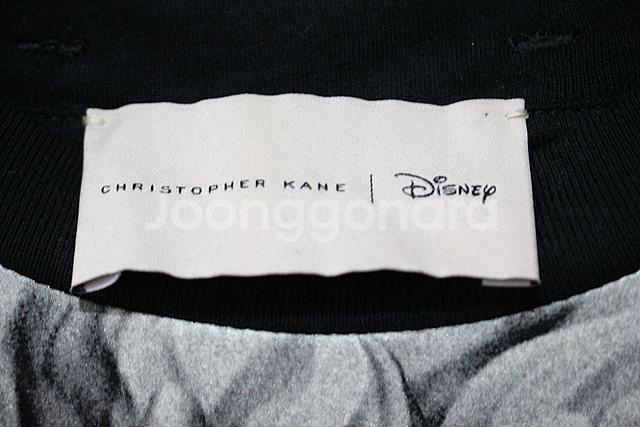 CHRISTOPHER KANE | Disney
Joonggonara